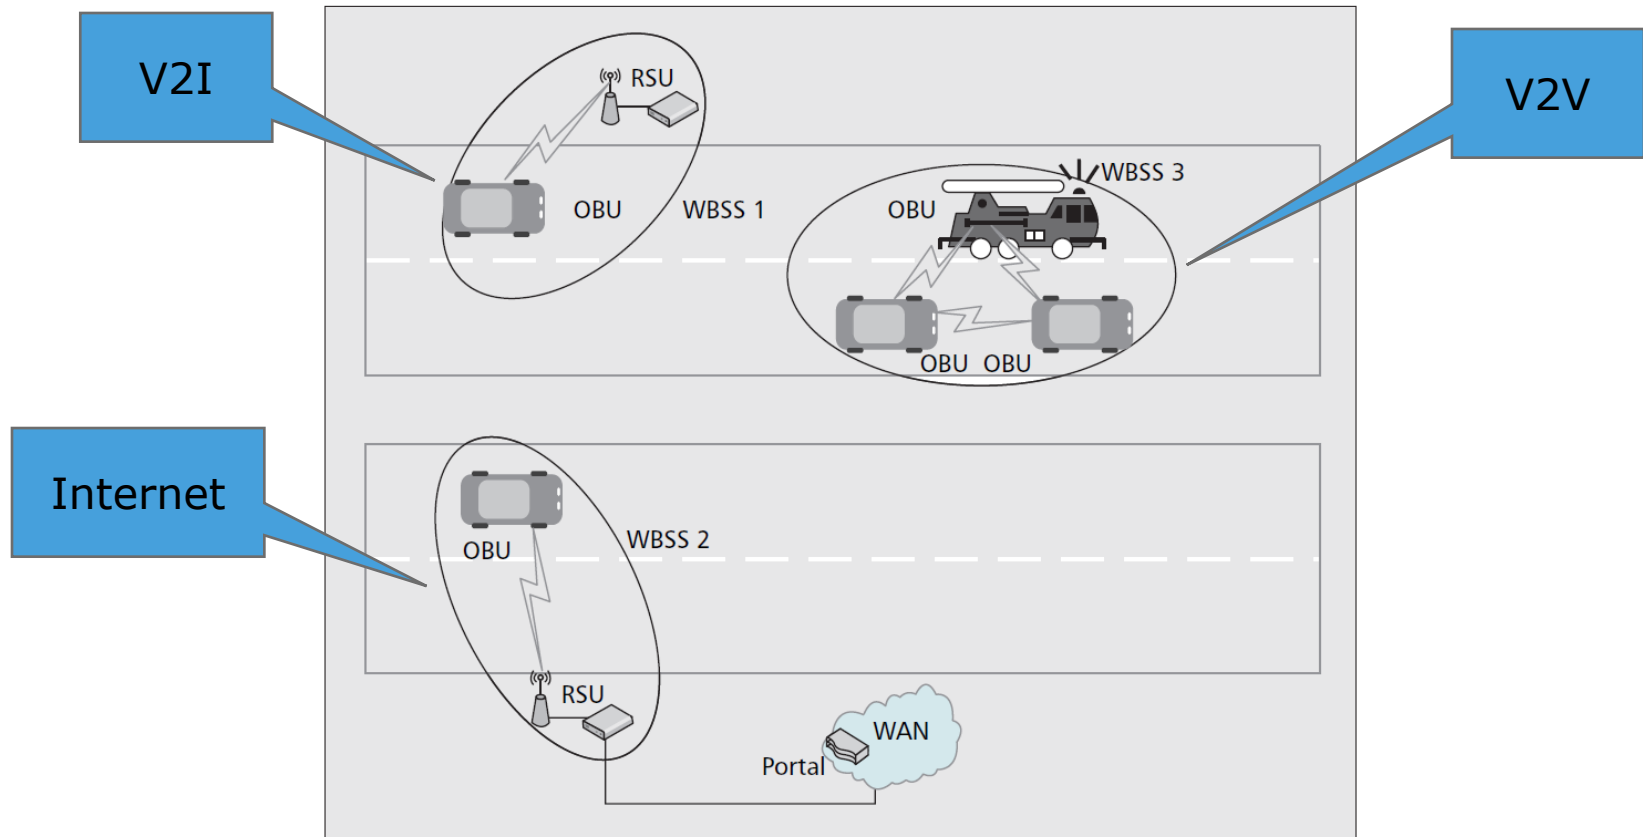 V2I
RSU
V2V
WBSS 3
OBU
WBSS 1
OBU
OBU OBU
Internet
OBU
WBSS 2
RSU
WAN
Portal